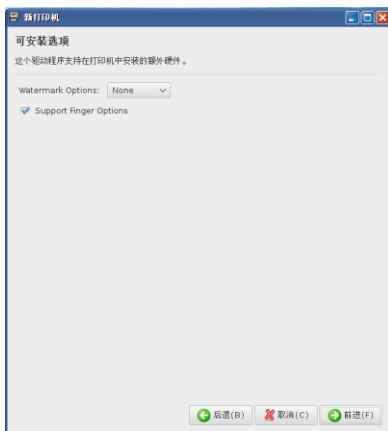 新打印机
可安装选项
这个驱动程序支持在打印机中安装的额外硬件。
Watermark Options: None
Support Finger Options
后退(B) 取消(C) 前进(F)